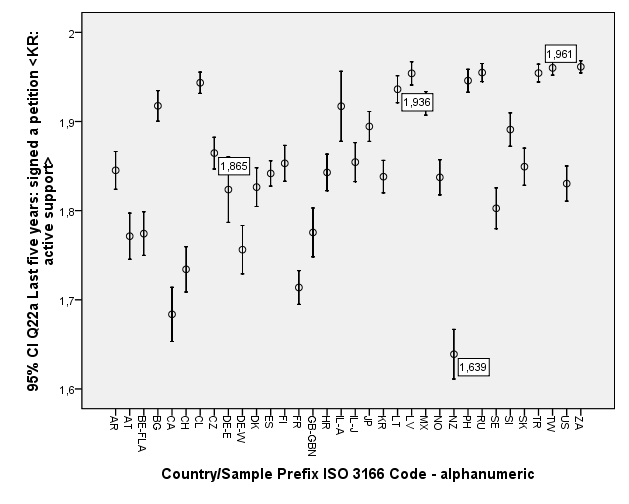 95% CI Q22a Last five years: signed a petition <KR:
active support>
2
1,9
1,8
1,7
1,6
1,865
1,936
1,961
1,639
AR
AT
BE-FLA
BG
CA
CH
CL
CZ
DE-E
DE-W
DK
ES
FI
FR
GB-GBN
HR
IL-A
IL-J
JP
KR
LT
LV
MX
NO
NZ
PH
RU
SE
SI
SK
TR
TW
US
ZA
Country/Sample Prefix ISO 3166 Code - alphanumeric